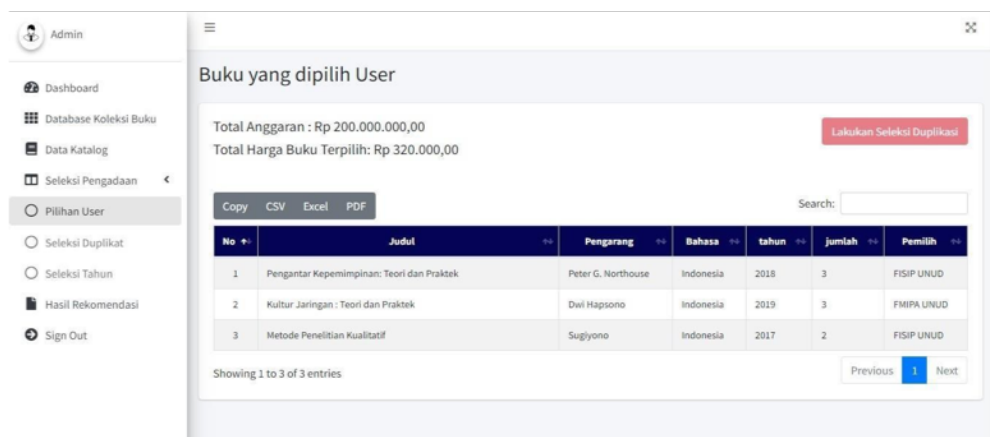 Admin
Dashboard
Database Koleksi Buku
Data Katalog
Seleksi Pengadaan
Pilihan User
Seleksi Duplikat
Seleksi Tahun
Hasil Rekomendasi
Sign Out
Buku yang dipilih User
Total Anggaran : Rp 200.000.000,00
Total Harga Buku Terpilih: Rp 320.000,00
Lakukan Seleksi Duplikasi
Copy CSV Excel PDF
Search:
No Judul Pengarang Bahasa tahun jumlah Pemilih
1 Pengantar Kepemimpinan: Teori dan Praktek Peter G. Northouse Indonesia 2018 3 FISIP UNUD
2 Kultur Jaringan : Teori dan Praktek Dwi Hapsono Indonesia 2019 3 FMIPA UNUD
3 Metode Penelitian Kualitatif Sugiyono Indonesia 2017 2 FISIP UNUD
Showing 1 to 3 of 3 entries
Previous 1 Next